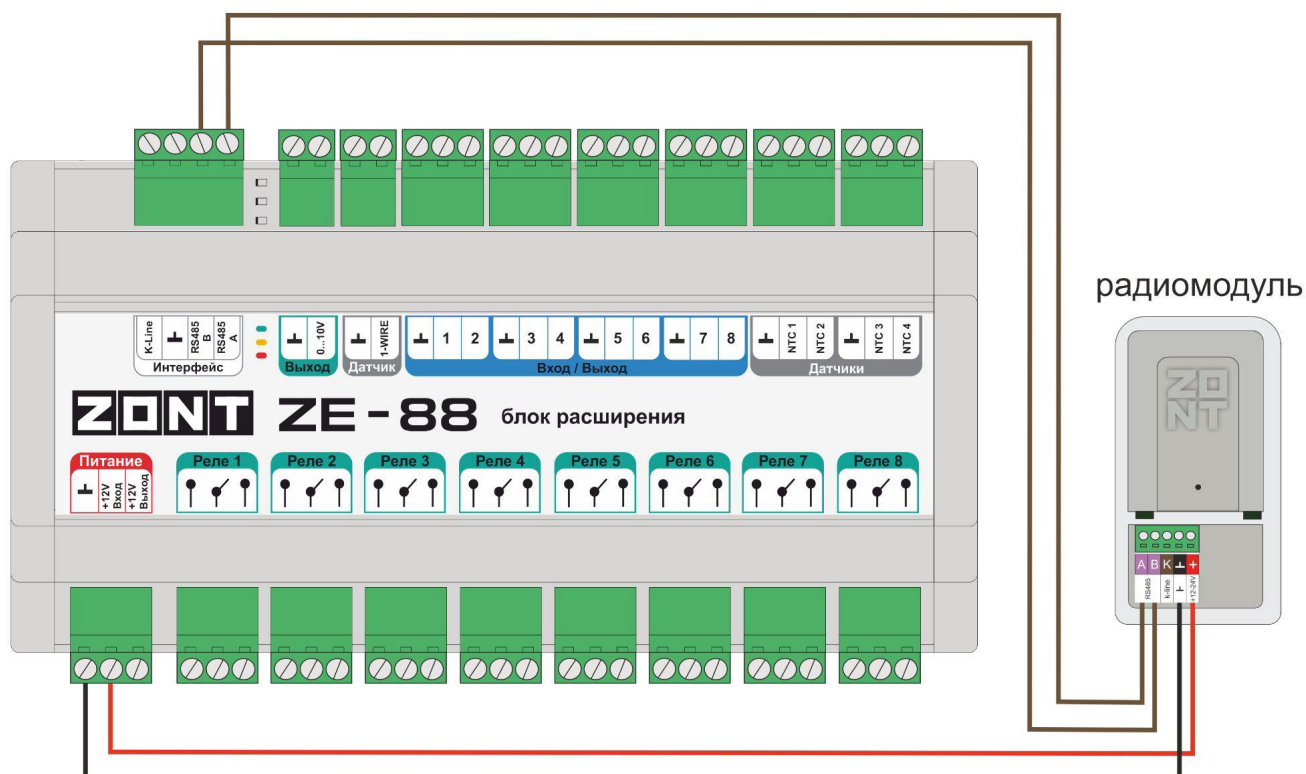 радиомодуль
K-Line
RS485 B
RS485 A
Интерфейс
0...10V
Выход
1-WIRE
Датчик
1 2 3 4 5 6 7 8
Вход / Выход
NTC 1
NTC 2
NTC 3
NTC 4
Датчики
ZONT ZE-88 блок расширения
Питание
+12V Вход
+12V Выход
Реле 1 Реле 2 Реле 3 Реле 4 Реле 5 Реле 6 Реле 7 Реле 8
ZONT
A B K +
RS485
k-line
+12-24V